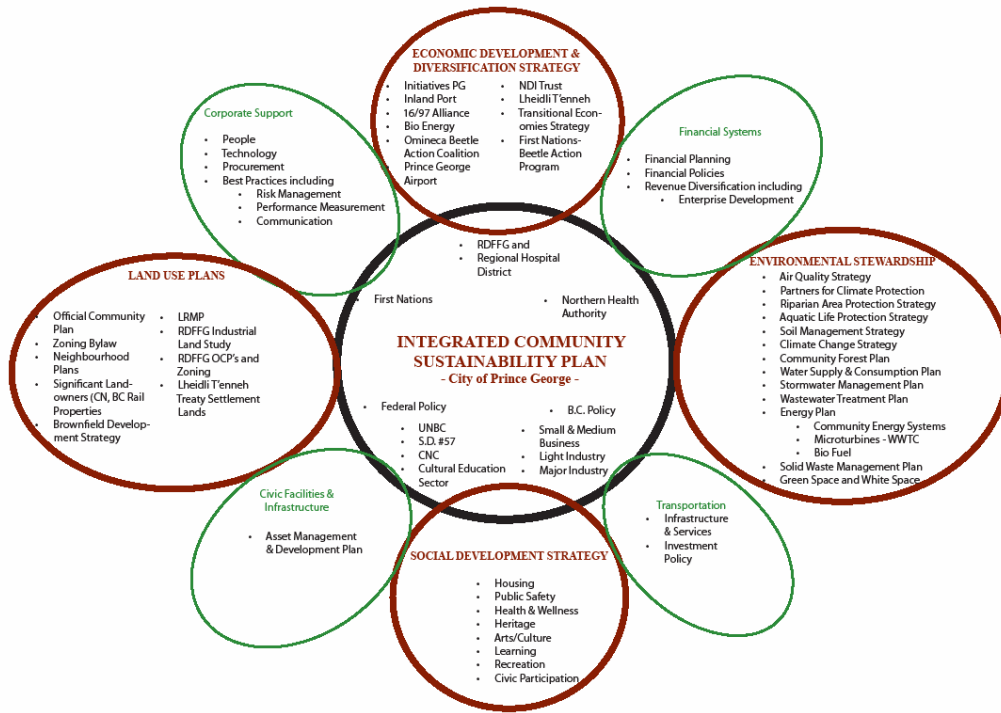 ECONOMIC DEVELOPMENT &
DIVERSIFICATION STRATEGY
• Initiatives PG
• Inland Port
• 16/97 Alliance
• Bio Energy
• Omineca Beetle
Action Coalition
• Prince George
Airport
• NDI Trust
• Lheidli T'enneh
• Transitional Econ-
omies Strategy
• First Nations-
Beetle Action
Program
Corporate Support
• People
• Technology
• Procurement
• Best Practices including
• Risk Management
• Performance Measurement
• Communication
Financial Systems
• Financial Planning
• Financial Policies
• Revenue Diversification including
• Enterprise Development
LAND USE PLANS
• Official Community
Plan
• Zoning Bylaw
• Neighbourhood
Plans
• Significant Land-
owners (CN, BC Rail
Properties
• Brownfield Develop-
ment Strategy
• LRMP
• RDFFG Industrial
Land Study
• RDFFG OCP's and
Zoning
• Lheidli T'enneh
Treaty Settlement
Lands
• RDFFG and
• Regional Hospital
District
• First Nations
• Northern Health
Authority
INTEGRATED COMMUNITY
SUSTAINABILITY PLAN
- City of Prince George -
• Federal Policy
• UNBC
• S.D. #57
• CNC
• Cultural Education
Sector
• B.C. Policy
• Small & Medium
Business
• Light Industry
• Major Industry
ENVIRONMENTAL STEWARDSHIP
• Air Quality Strategy
• Partners for Climate Protection
• Riparian Area Protection Strategy
• Aquatic Life Protection Strategy
• Soil Management Strategy
• Climate Change Strategy
• Community Forest Plan
• Water Supply & Consumption Plan
• Stormwater Management Plan
• Wastewater Treatment Plan
• Energy Plan
• Community Energy Systems
• Microturbines - WWTC
• Bio Fuel
• Solid Waste Management Plan
• Green Space and White Space
Civic Facilities &
Infrastructure
• Asset Management
& Development Plan
SOCIAL DEVELOPMENT STRATEGY
• Housing
• Public Safety
• Health & Wellness
• Heritage
• Arts/Culture
• Learning
• Recreation
• Civic Participation
Transportation
• Infrastructure
& Services
• Investment
Policy